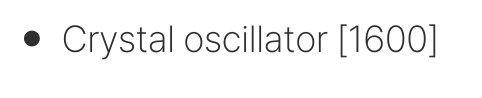 • Crystal oscillator [1600]